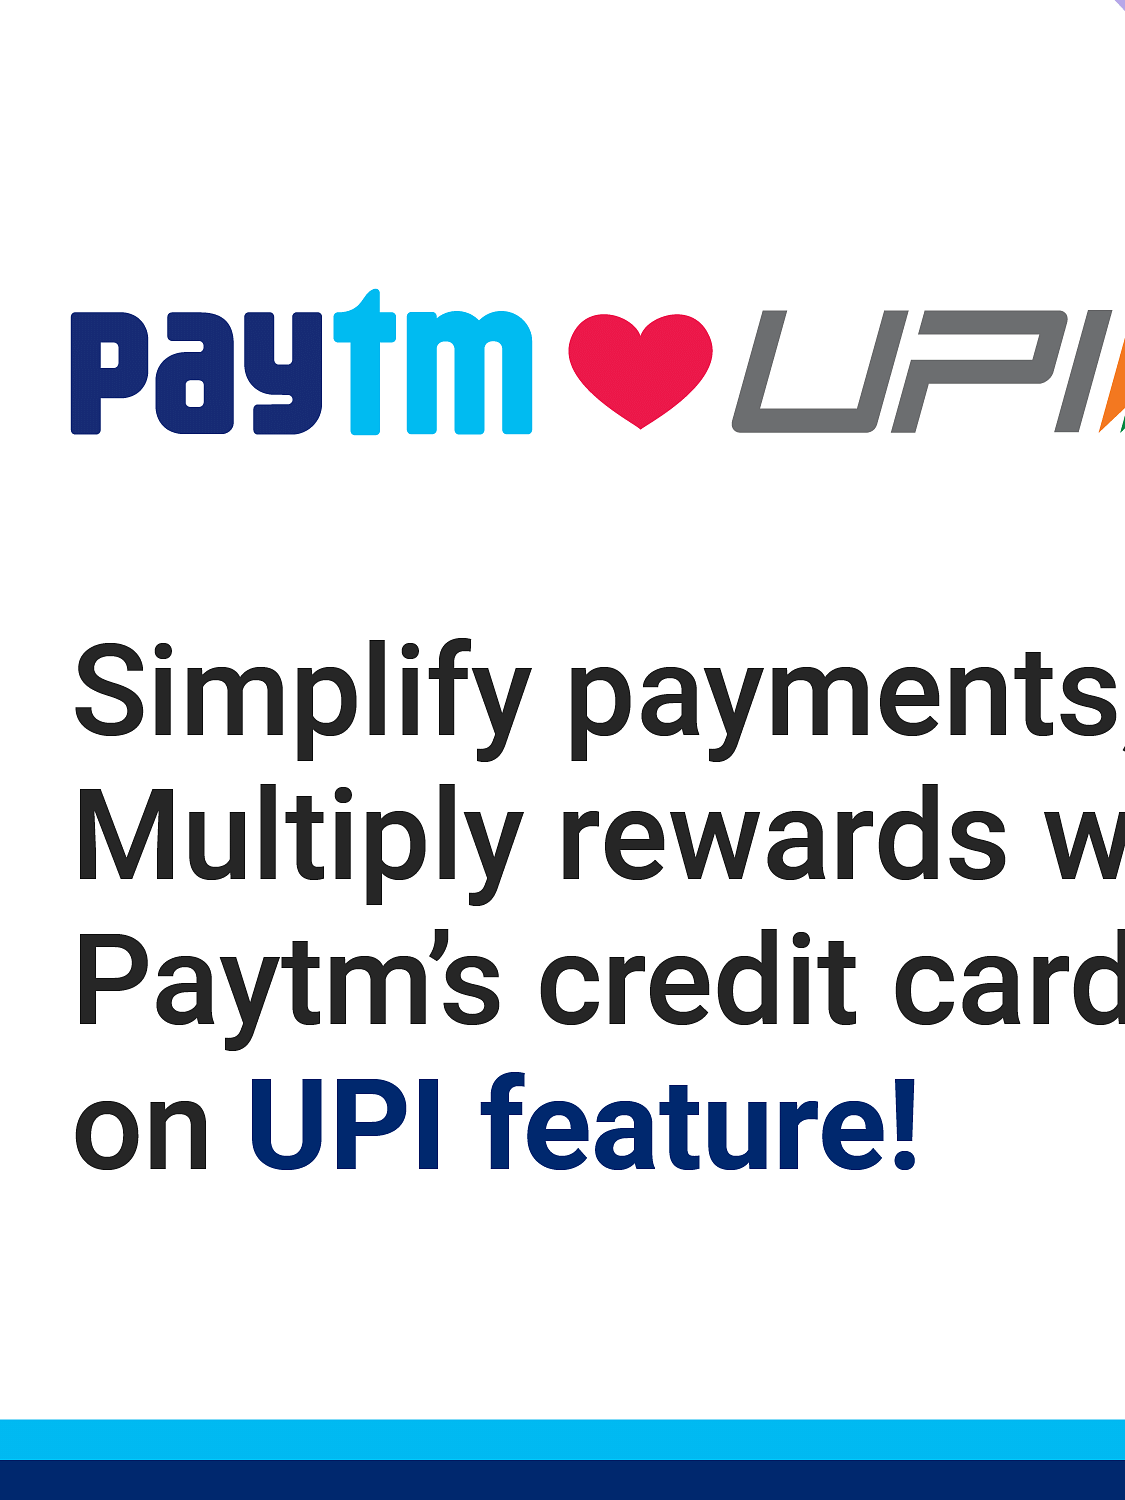 paytm UPI
Simplify payments,
Multiply rewards
Paytm’s credit card
on UPI feature!